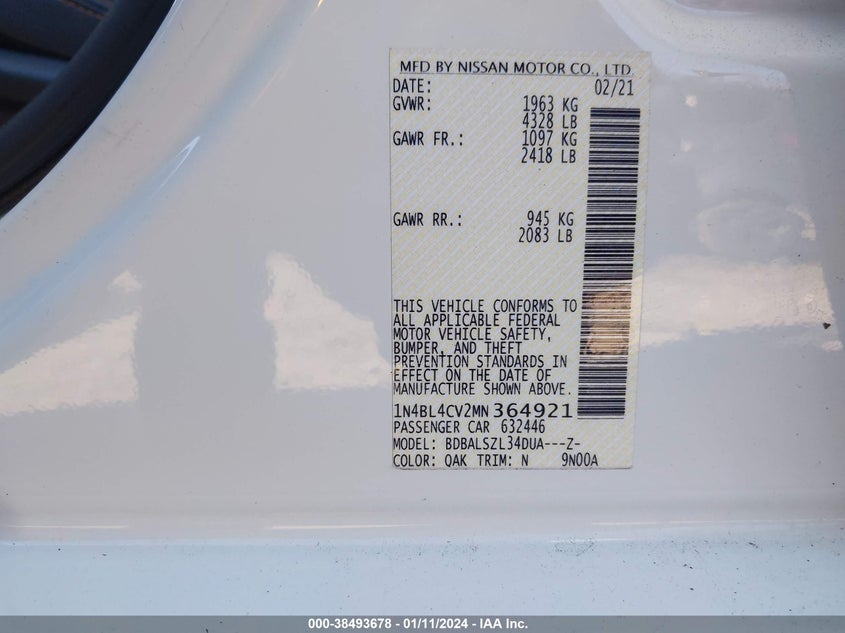 MFD BY NISSAN MOTOR CO., LTD.
DATE: 02/21
GVWR: 1963 KG
4328 LB
GAWR FR.: 1097 KG
2418 LB
GAWR RR.: 945 KG
2083 LB
THIS VEHICLE CONFORMS TO
ALL APPLICABLE FEDERAL
MOTOR VEHICLE SAFETY,
BUMPER, AND THEFT
PREVENTION STANDARDS IN
EFFECT ON THE DATE OF
MANUFACTURE SHOWN ABOVE.
1N4BL4CV2MN364921
PASSENGER CAR 632446
MODEL: BDBALSZL34DUA---Z-
COLOR: QAK TRIM: N 9N00A
000-38493678 - 01/11/2024 - IAA Inc.